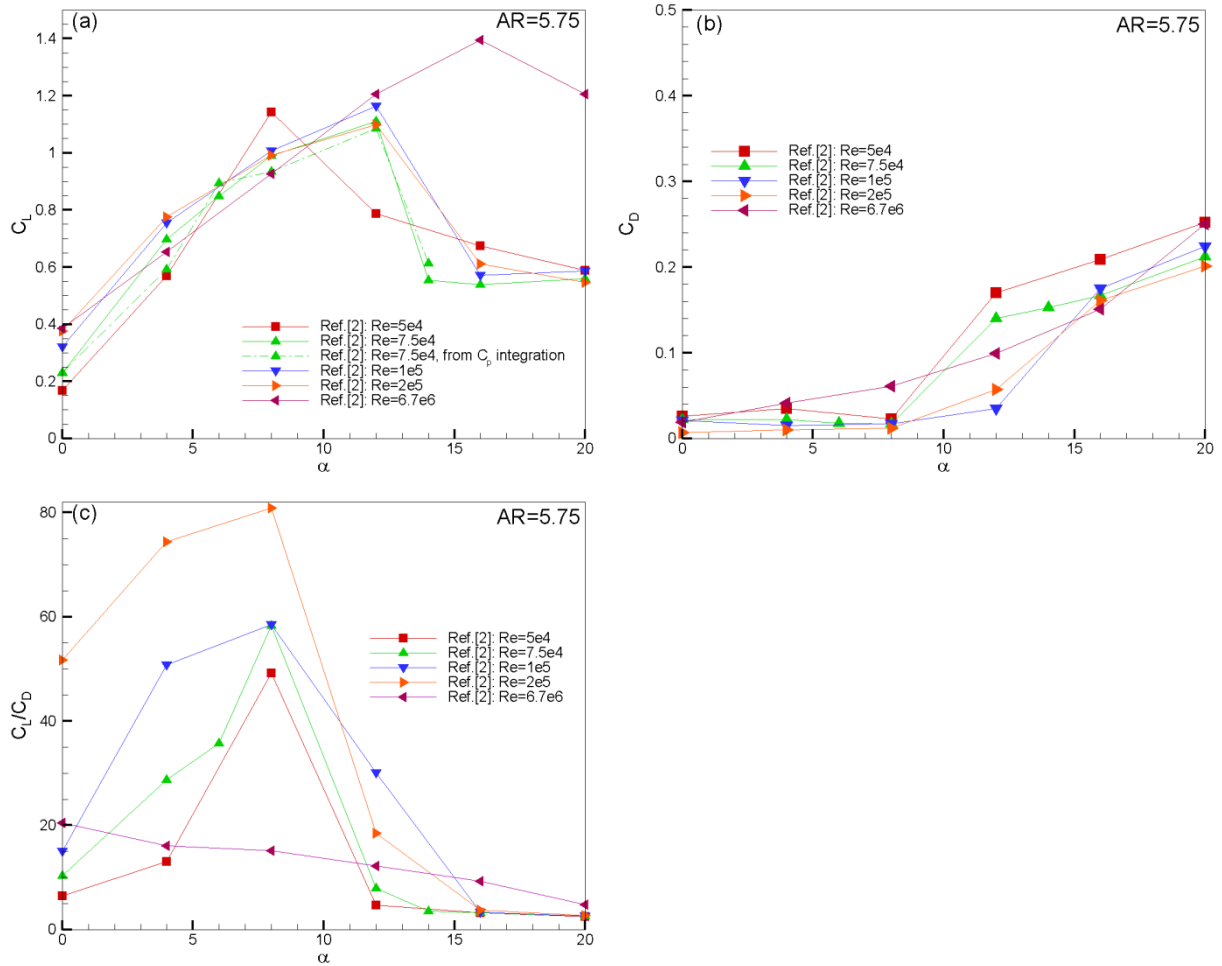 (a)
AR=5.75
1.4
1.2
1
0.8
0.6
0.4
0.2
0
C_L
Ref.[2]: Re=5e4
Ref.[2]: Re=7.5e4
Ref.[2]: Re=7.5e4, from C_p integration
Ref.[2]: Re=1e5
Ref.[2]: Re=2e5
Ref.[2]: Re=6.7e6
0 5 10 15 20
α
(b)
AR=5.75
0.5
0.4
0.3
0.2
0.1
0
C_D
Ref.[2]: Re=5e4
Ref.[2]: Re=7.5e4
Ref.[2]: Re=1e5
Ref.[2]: Re=2e5
Ref.[2]: Re=6.7e6
0 5 10 15 20
α
(c)
AR=5.75
80
60
40
20
0
C_L/C_D
Ref.[2]: Re=5e4
Ref.[2]: Re=7.5e4
Ref.[2]: Re=1e5
Ref.[2]: Re=2e5
Ref.[2]: Re=6.7e6
0 5 10 15 20
α